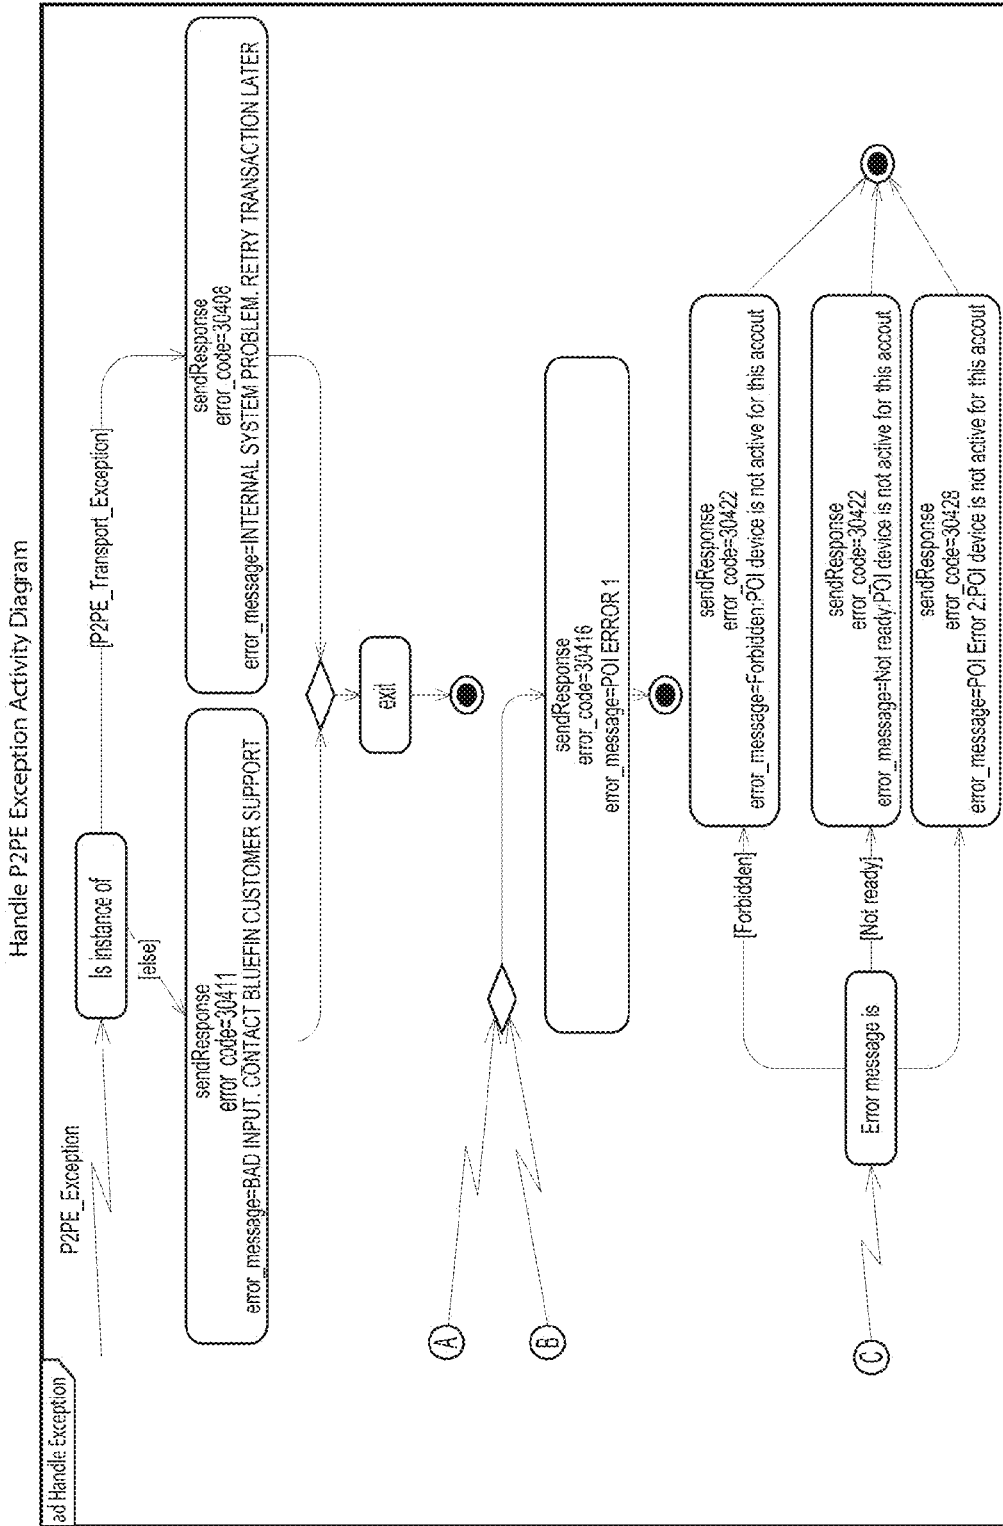 Handle P2PE Exception Activity Diagram
ad Handle Exception
P2PE_Exception
Is instance of
[P2PE_Transport_Exception]
[else]
sendResponse
error_code=30411
error_message=BAD INPUT. CONTACT BLUEFIN CUSTOMER SUPPORT
sendResponse
error_code=30408
error_message=INTERNAL SYSTEM PROBLEM. RETRY TRANSACTION LATER
exit
A
B
sendResponse
error_code=30416
error_message=POI ERROR 1
C
Error message is
[Forbidden]
[Not ready]
sendResponse
error_code=30422
error_message=Forbidden:POI device is not active for this accout
sendResponse
error_code=30422
error_message=Not ready:POI device is not active for this accout
sendResponse
error_code=30428
error_message=POI Error 2:POI device is not active for this accout